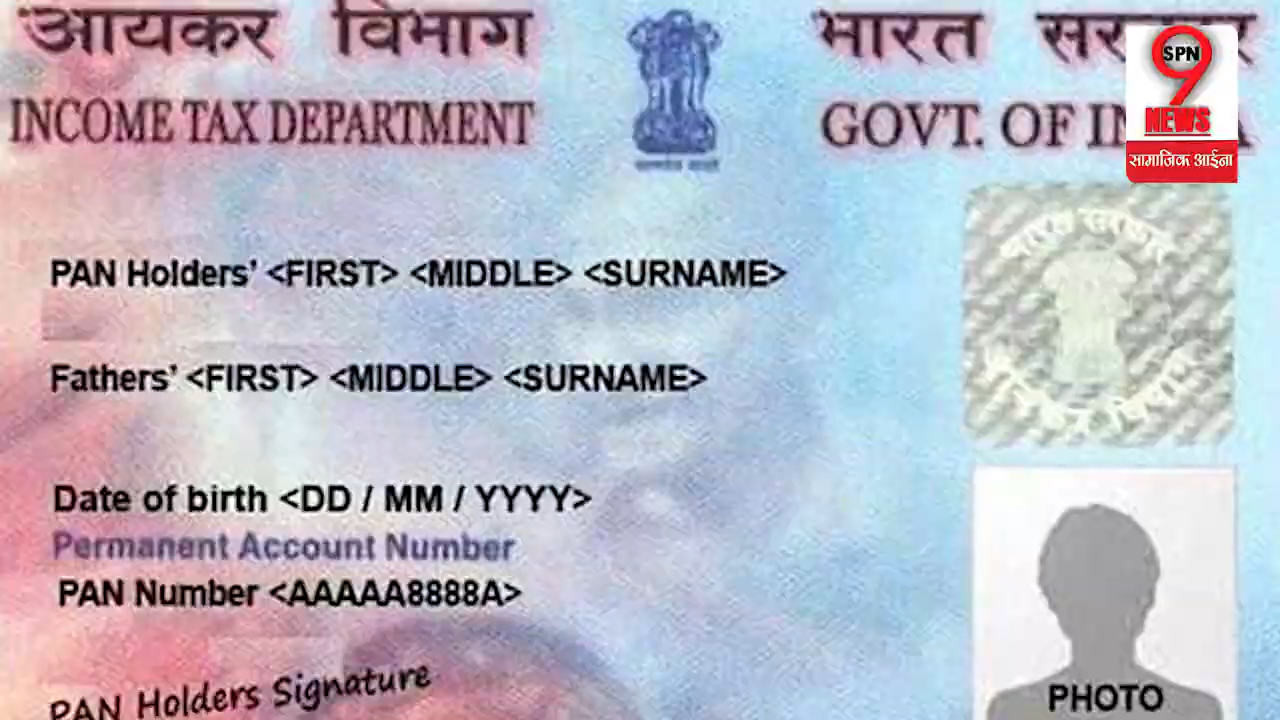 आयकर विभाग
INCOME TAX DEPARTMENT
भारत
GOVT. OF
SPN
9
NEWS
सामाजिक आईना
भारत सरकार
PAN Holders' <FIRST> <MIDDLE> <SURNAME>
Fathers' <FIRST> <MIDDLE> <SURNAME>
Date of birth <DD / MM / YYYY>
Permanent Account Number
PAN Number <AAAAA8888A>
PAN Holders Signature
PHOTO